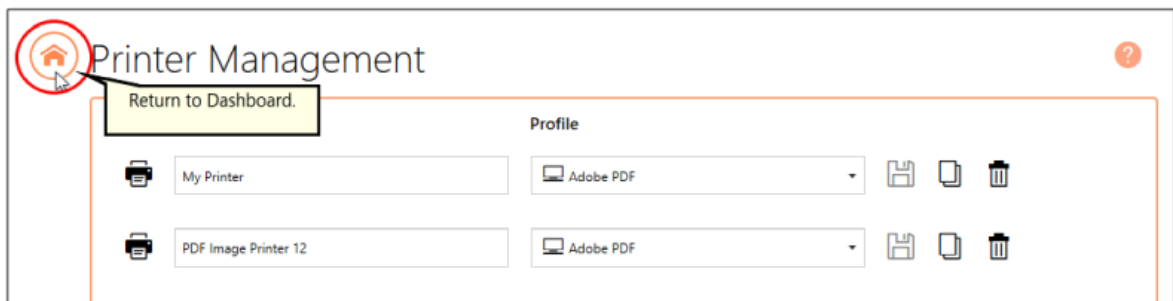 Printer Management
?
Return to Dashboard.
Profile
My Printer
Adobe PDF
PDF Image Printer 12
Adobe PDF